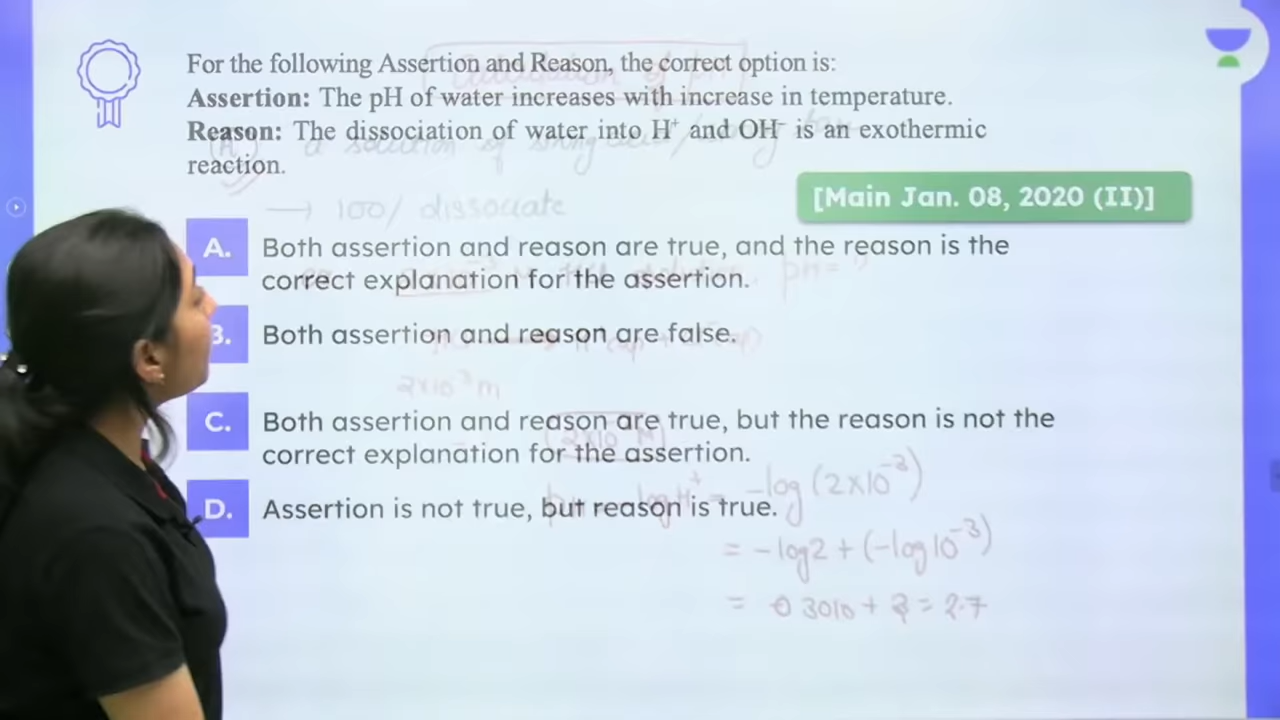 For the following Assertion and Reason, the correct option is:
Assertion: The pH of water increases with increase in temperature.
Reason: The dissociation of water into H⁺ and OH⁻ is an exothermic
reaction.
[Main Jan. 08, 2020 (II)]
→ 100/ dissociate
A. Both assertion and reason are true, and the reason is the
correct explanation for the assertion.
B. Both assertion and reason are false.
2x10⁻³ m
C. Both assertion and reason are true, but the reason is not the
correct explanation for the assertion.
D. Assertion is not true, but reason is true.
-log (2x10⁻³)
= -log2 + (-log10⁻³)
= 0 3010 + 3 = 2.7